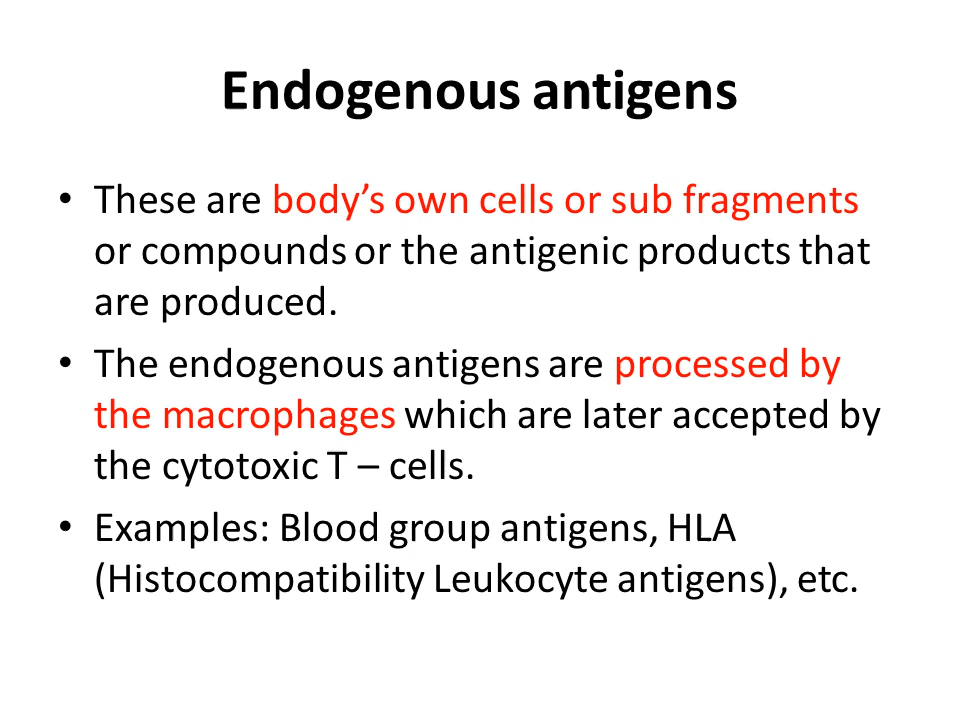 Endogenous antigens
• These are body’s own cells or sub fragments
or compounds or the antigenic products that
are produced.
• The endogenous antigens are processed by
the macrophages which are later accepted by
the cytotoxic T – cells.
• Examples: Blood group antigens, HLA
(Histocompatibility Leukocyte antigens), etc.